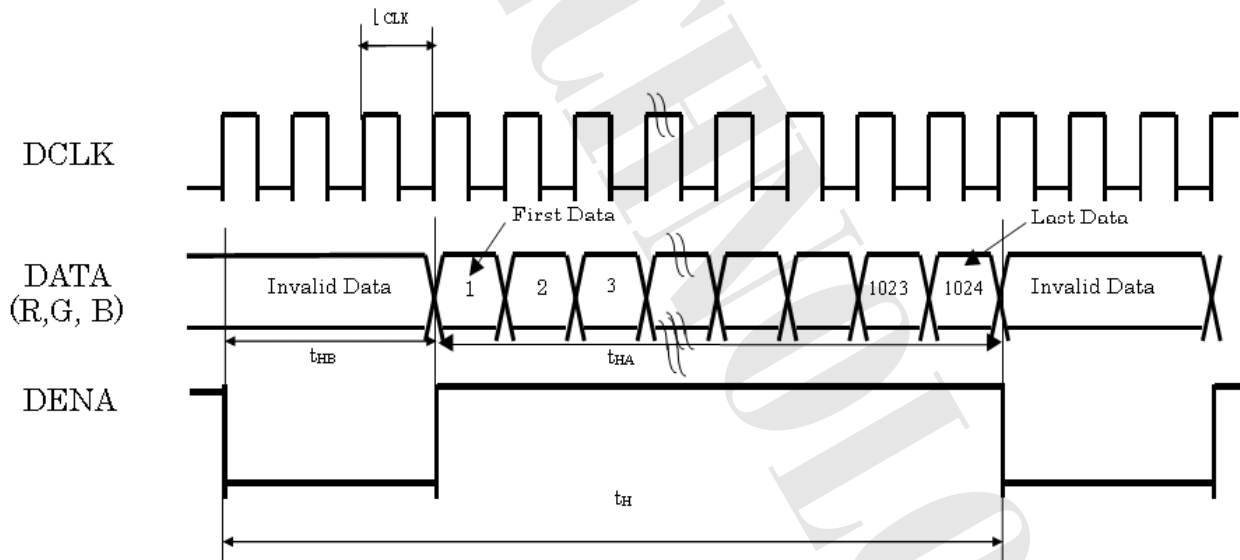 tCLK
DCLK
First Data
Last Data
DATA
(R,G, B)
Invalid Data
1
2
3
1023
1024
Invalid Data
tHB
tHA
DENA
tH